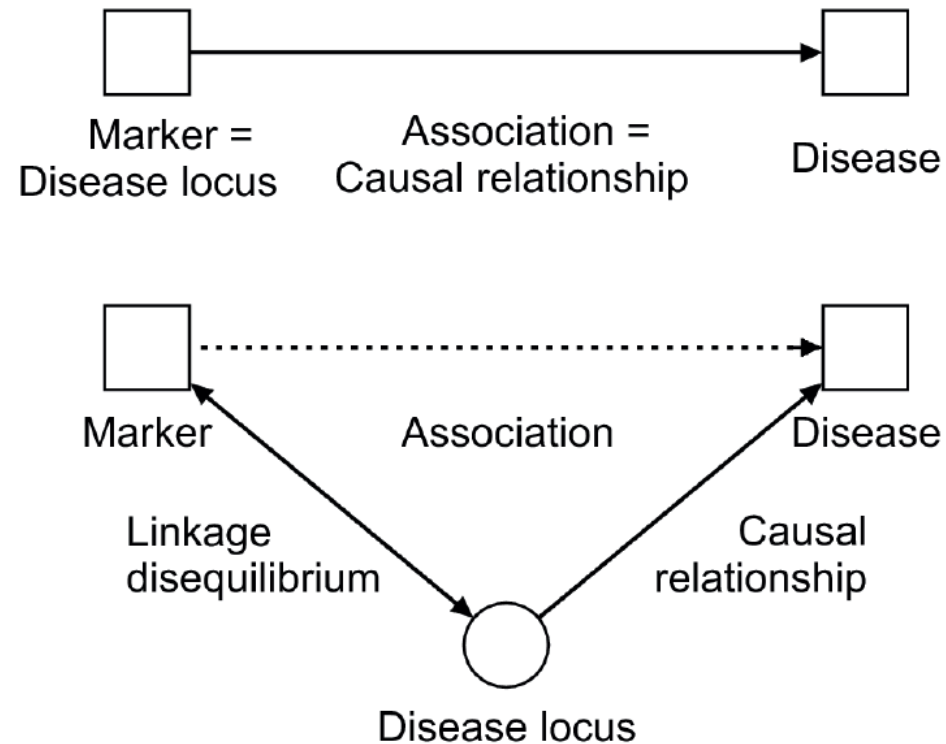 Marker =
Disease locus
Association =
Causal relationship
Disease
Marker
Association
Disease
Linkage
disequilibrium
Causal
relationship
Disease locus